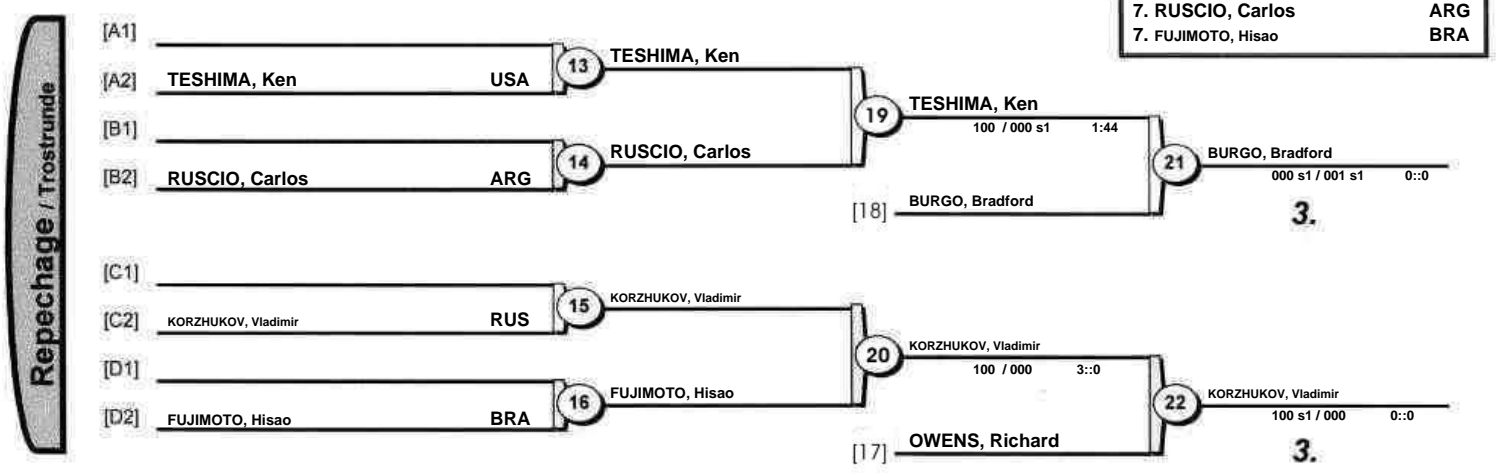 7. RUSCIO, Carlos ARG
7. FUJIMOTO, Hisao BRA
Repechage / Trostrunde
[A1]
[A2] TESHIMA, Ken USA
13
TESHIMA, Ken
[B1]
[B2] RUSCIO, Carlos ARG
14
RUSCIO, Carlos
19
TESHIMA, Ken
100 / 000 s1 1:44
[18] BURGO, Bradford
21
BURGO, Bradford
000 s1 / 001 s1 0::0
3.
[C1]
[C2] KORZHUKOV, Vladimir RUS
15
KORZHUKOV, Vladimir
[D1]
[D2] FUJIMOTO, Hisao BRA
16
FUJIMOTO, Hisao
20
KORZHUKOV, Vladimir
100 / 000 3::0
[17] OWENS, Richard
22
KORZHUKOV, Vladimir
100 s1 / 000 0::0
3.